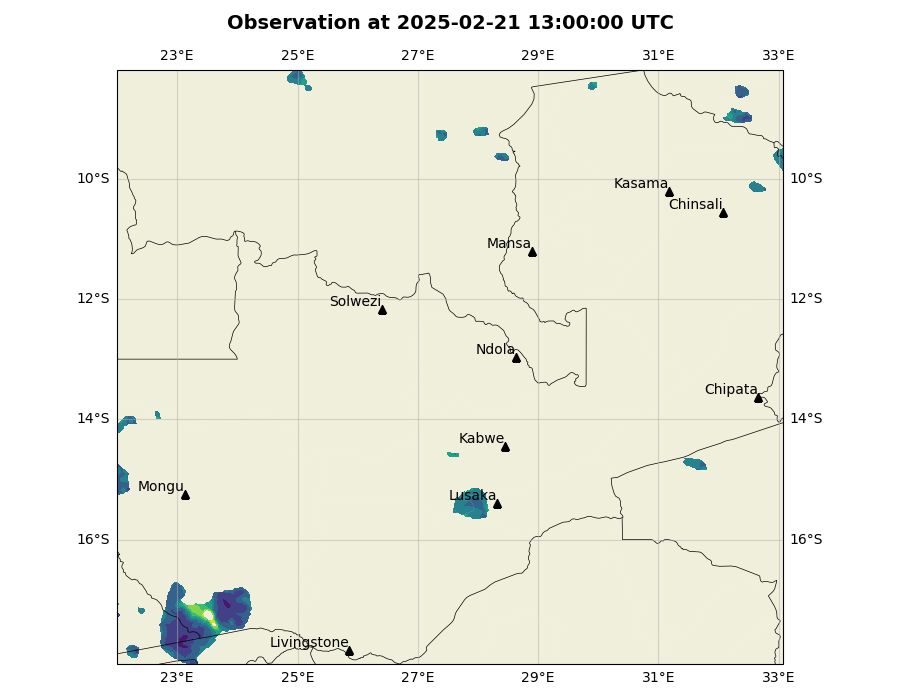 Observation at 2025-02-21 13:00:00 UTC
23°E 25°E 27°E 29°E 31°E 33°E
10°S 10°S
Kasama
Chinsali
Mansa
12°S 12°S
Solwezi
Ndola
Chipata
14°S 14°S
Kabwe
Mongu
Lusaka
16°S 16°S
Livingstone
23°E 25°E 27°E 29°E 31°E 33°E